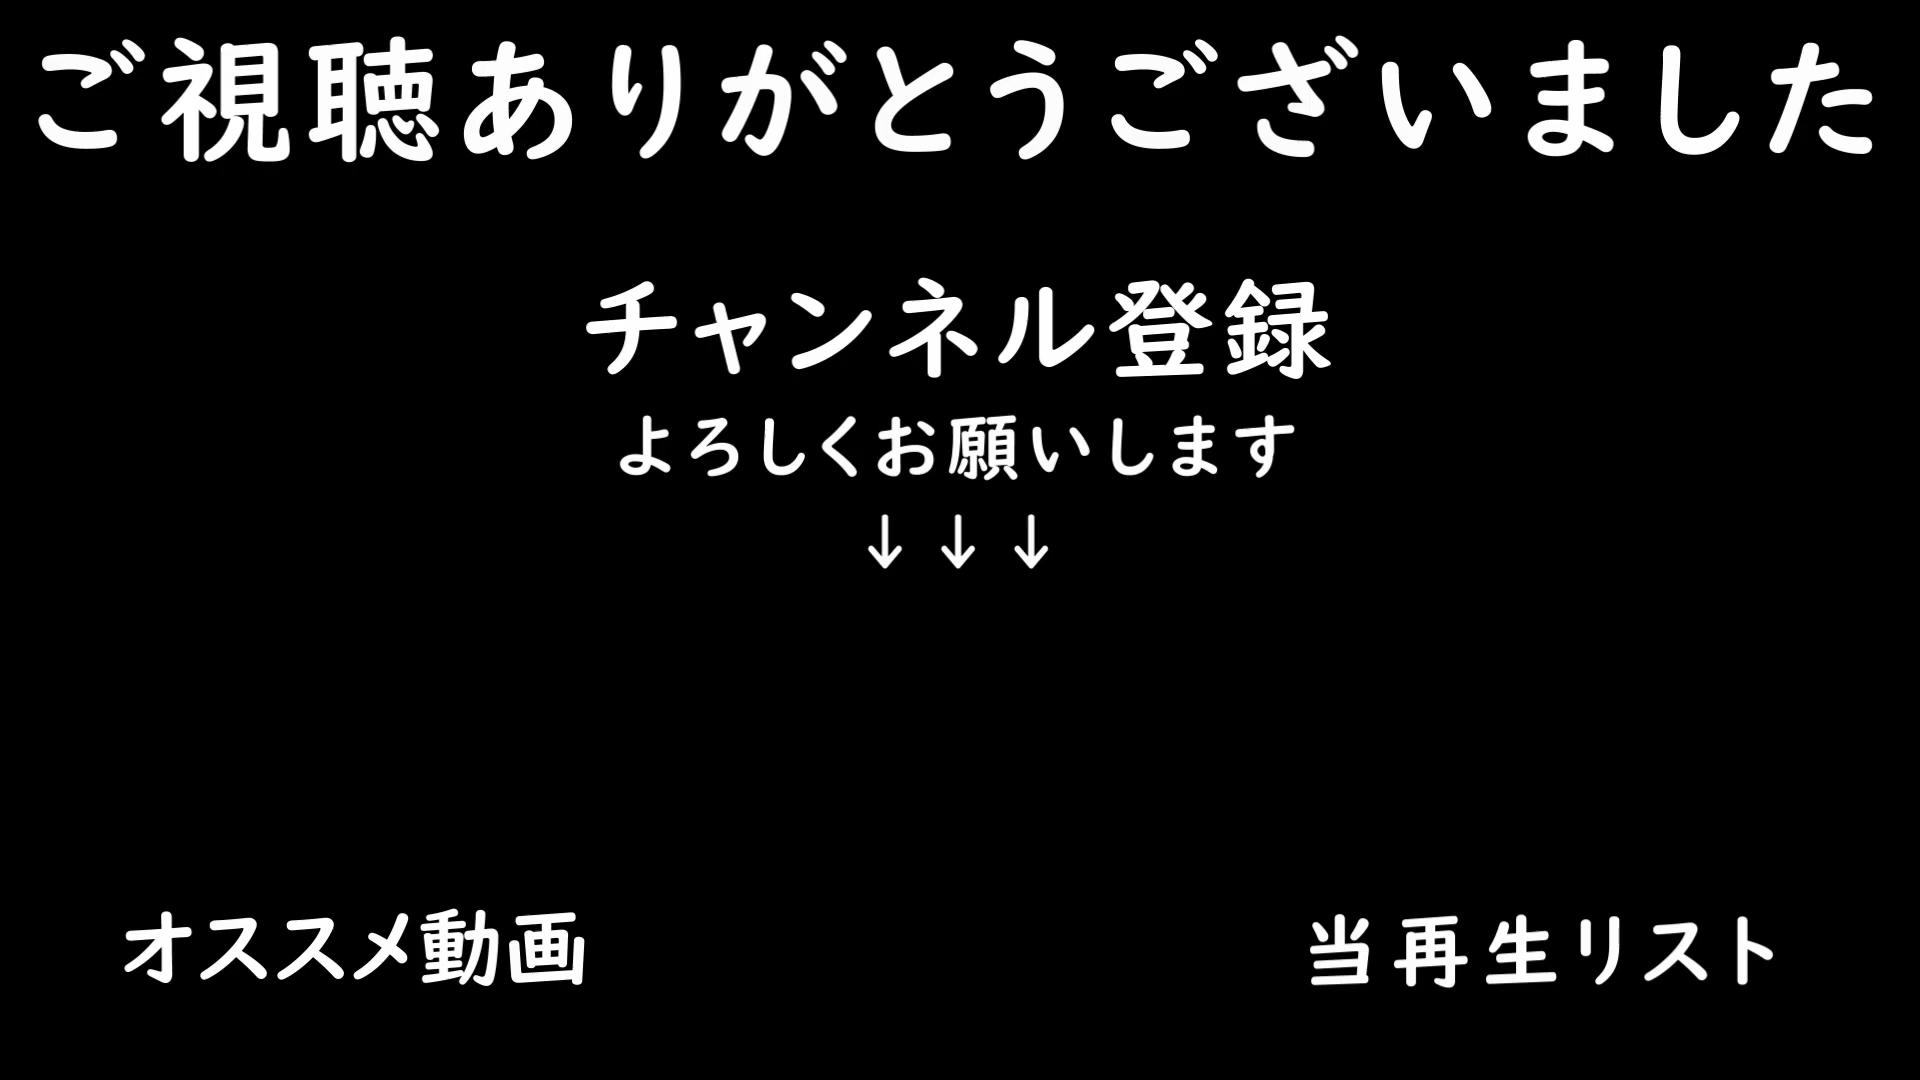 ご視聴ありがとうございました
チャンネル登録
よろしくお願いします
↓ ↓ ↓
オススメ動画
当再生リスト